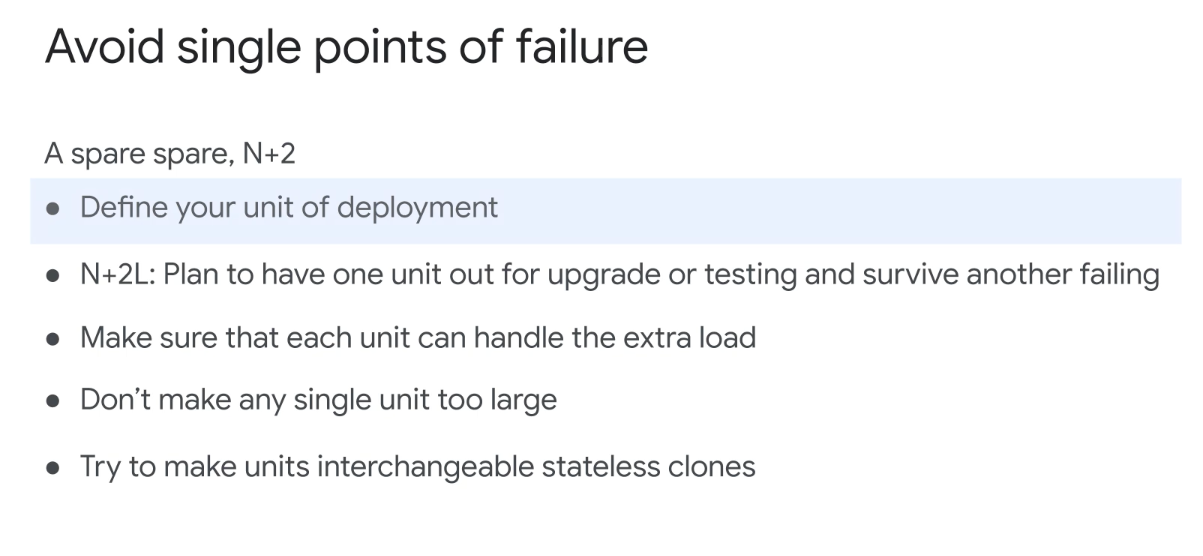 Avoid single points of failure
A spare spare, N+2
● Define your unit of deployment
● N+2L: Plan to have one unit out for upgrade or testing and survive another failing
● Make sure that each unit can handle the extra load
● Don’t make any single unit too large
● Try to make units interchangeable stateless clones